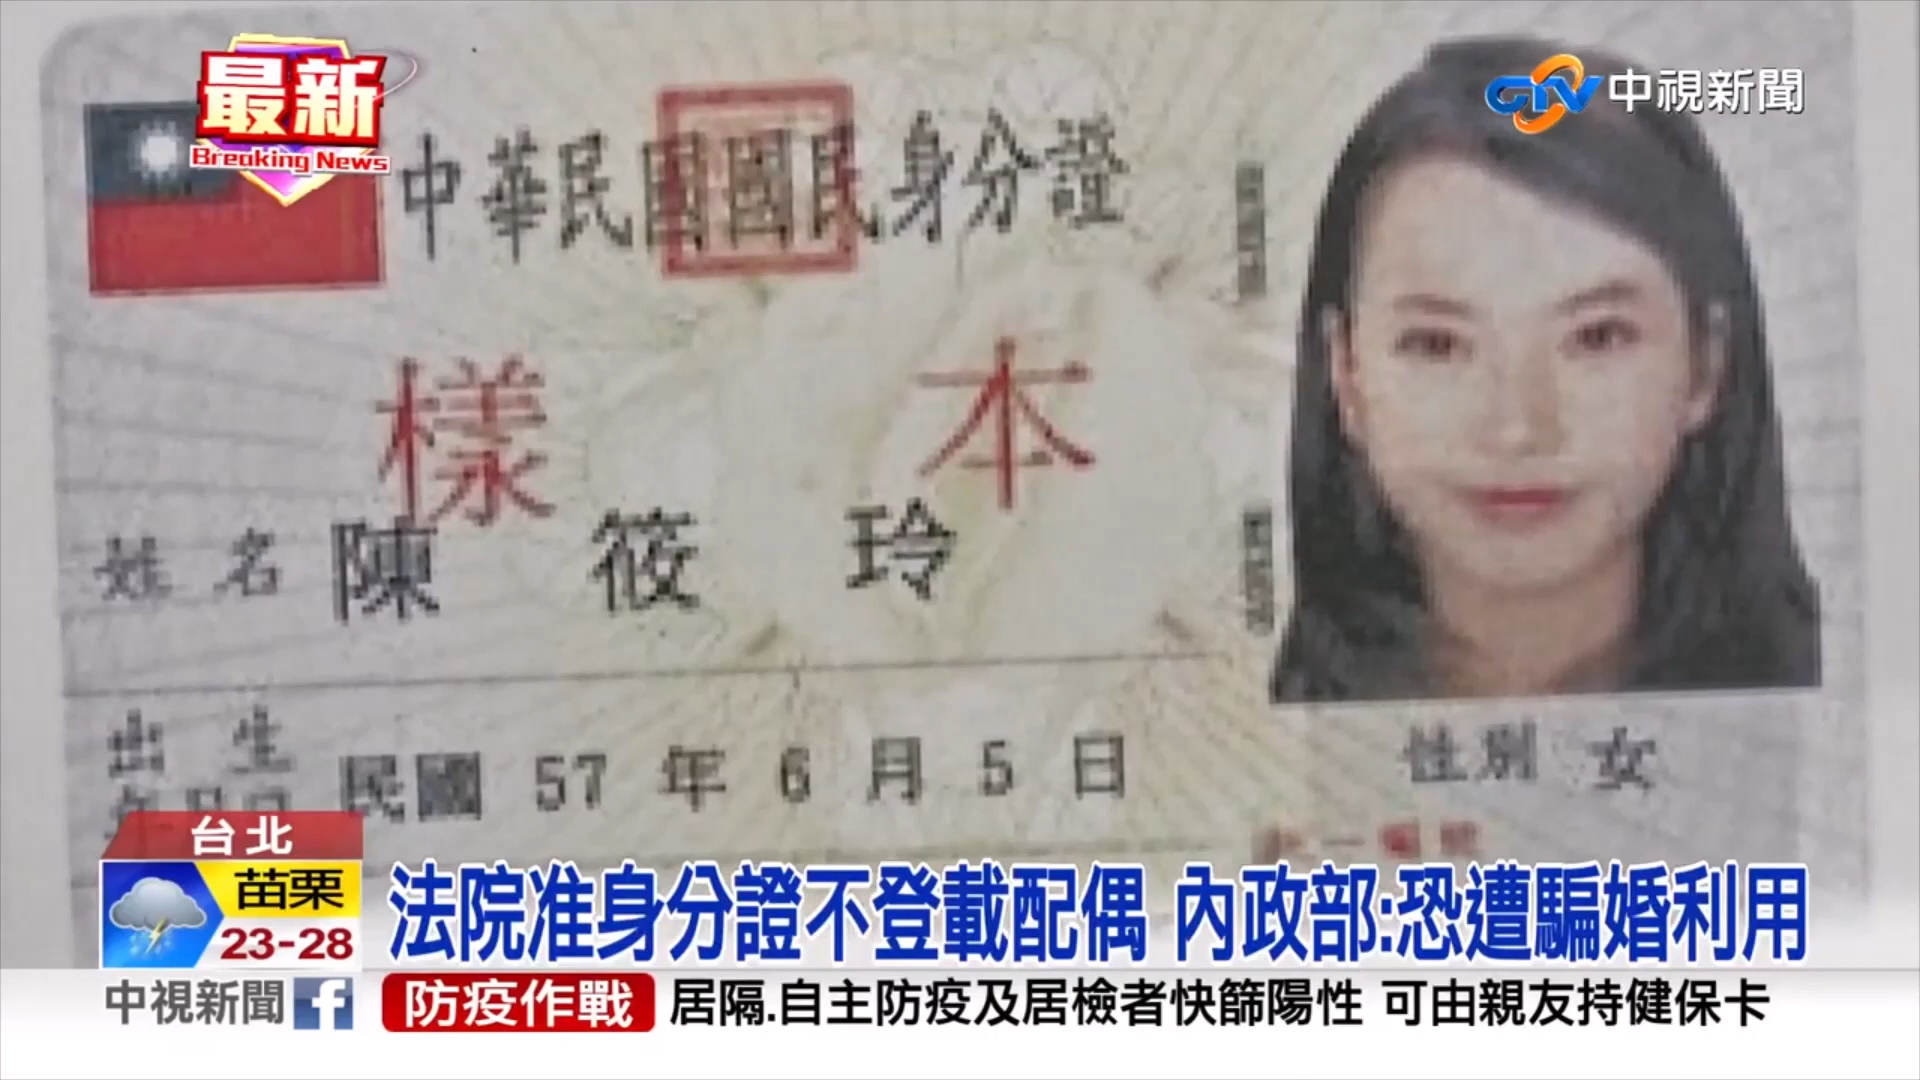 最新
Breaking News
CTV 中視新聞
中華民國國民身分證
樣本
姓名 陳筱玲
出生
年月日 民國 57 年 6 月 5 日
性別 女
台北
苗栗
23-28
法院准身分證不登載配偶 內政部:恐遭騙婚利用
中視新聞 f
防疫作戰 居隔.自主防疫及居檢者快篩陽性 可由親友持健保卡